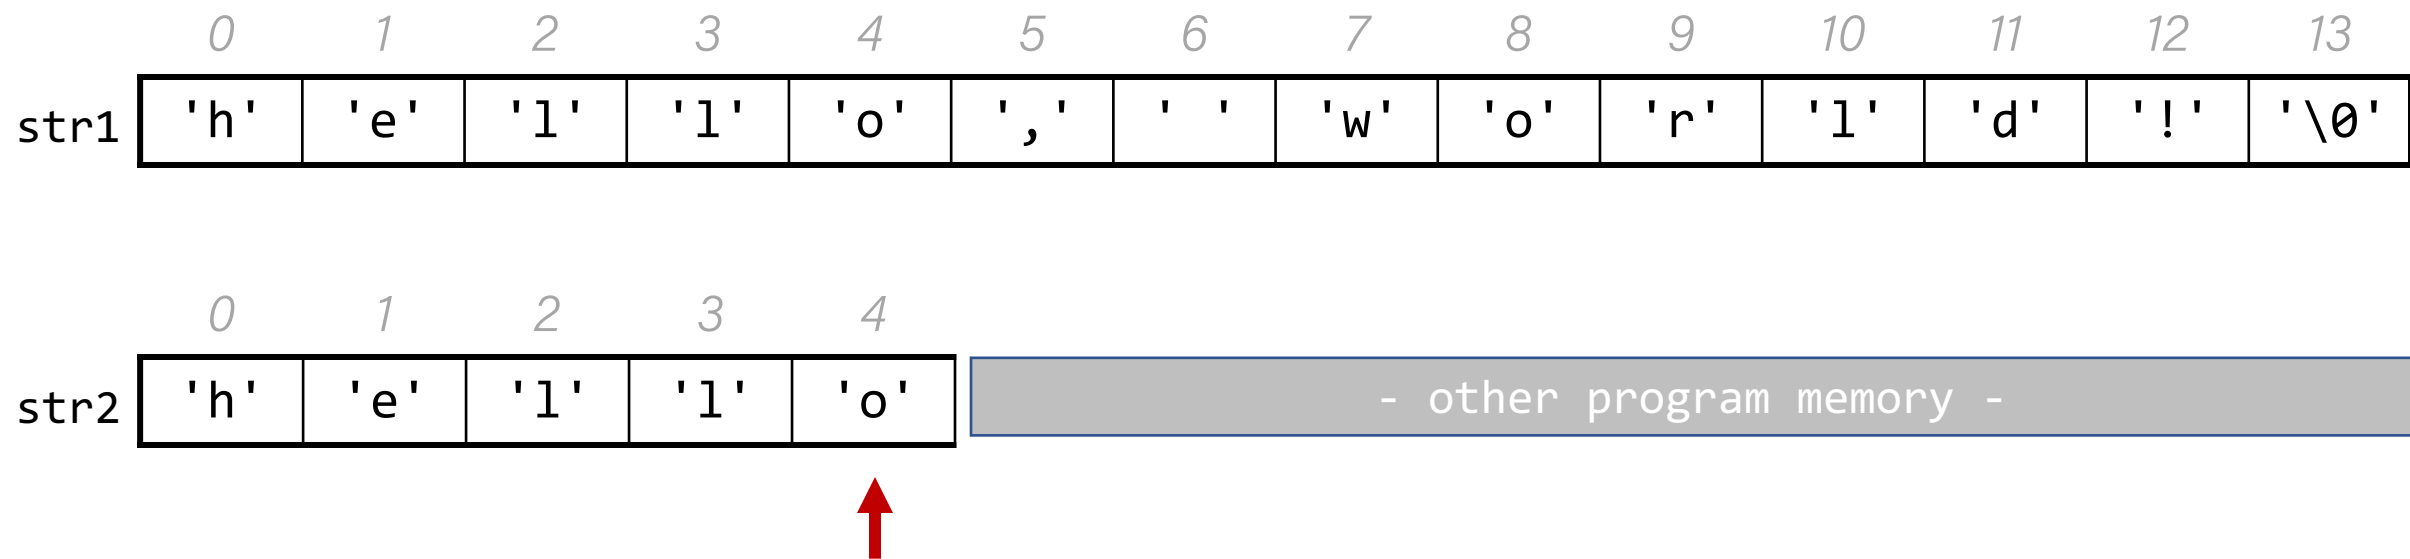 0 1 2 3 4 5 6 7 8 9 10 11 12 13
str1 'h' 'e' 'l' 'l' 'o' ',' ' ' 'w' 'o' 'r' 'l' 'd' '!' '\0'
0 1 2 3 4
str2 'h' 'e' 'l' 'l' 'o' - other program memory -